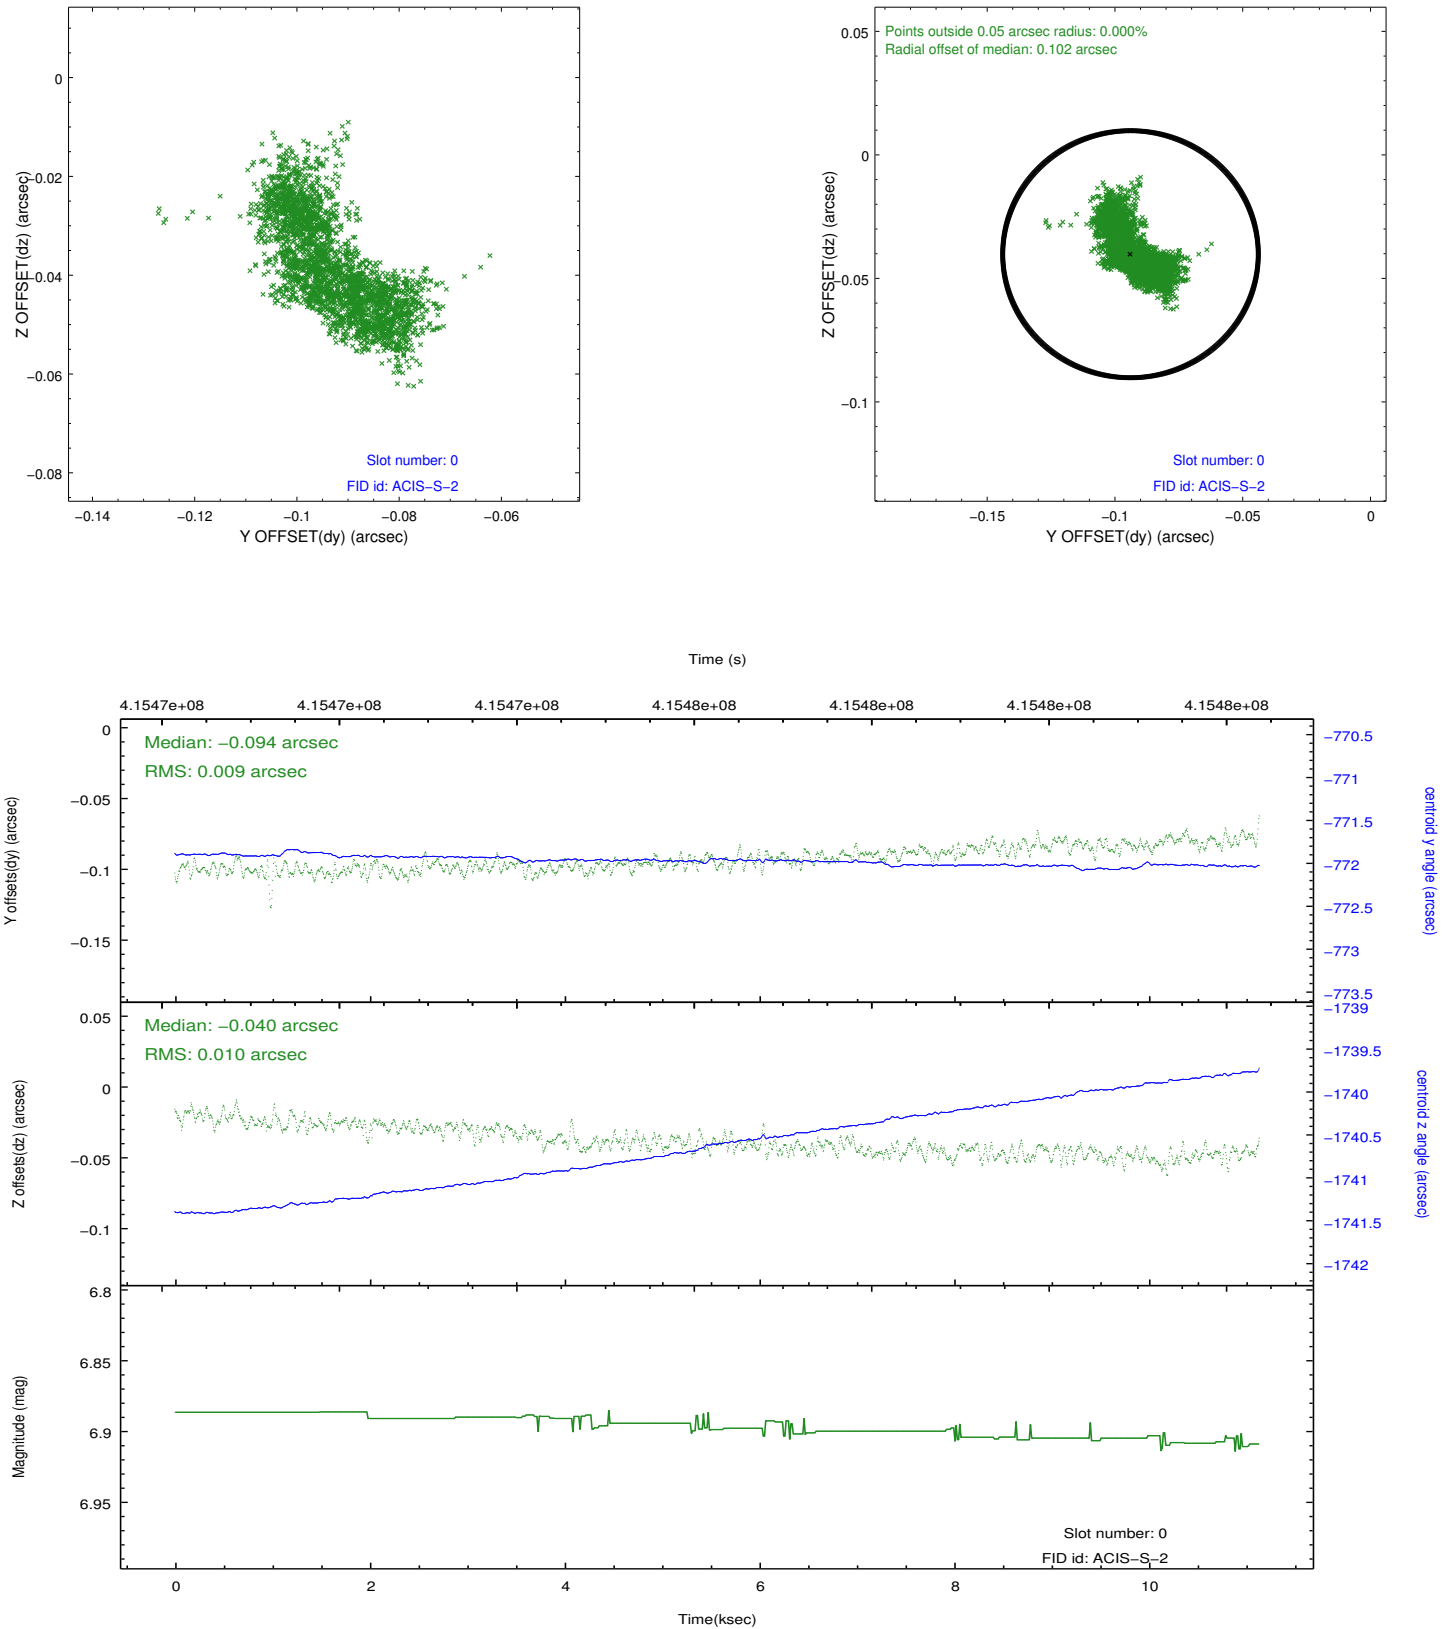 0
−0.02
−0.04
−0.06
−0.08
−0.14
−0.12
−0.1
−0.08
−0.06
Z OFFSET(dz) (arcsec)
Y OFFSET(dy) (arcsec)
Slot number: 0
FID id: ACIS−S−2
Points outside 0.05 arcsec radius: 0.000%
Radial offset of median: 0.102 arcsec
0.05
0
−0.05
−0.1
−0.15
−0.1
−0.05
0
Z OFFSET(dz) (arcsec)
Y OFFSET(dy) (arcsec)
Slot number: 0
FID id: ACIS−S−2
Time (s)
4.1547e+08 4.1547e+08 4.1547e+08 4.1548e+08 4.1548e+08 4.1548e+08 4.1548e+08
Median: −0.094 arcsec
RMS: 0.009 arcsec
0
−0.05
−0.1
−0.15
Y offsets(dy) (arcsec)
−770.5
−771
−771.5
−772
−772.5
−773
−773.5
centroid y angle (arcsec)
Median: −0.040 arcsec
RMS: 0.010 arcsec
0.05
0
−0.05
−0.1
Z offsets(dz) (arcsec)
−1739
−1739.5
−1740
−1740.5
−1741
−1741.5
−1742
centroid z angle (arcsec)
6.8
6.85
6.9
6.95
Magnitude (mag)
Slot number: 0
FID id: ACIS−S−2
0 2 4 6 8 10
Time(ksec)